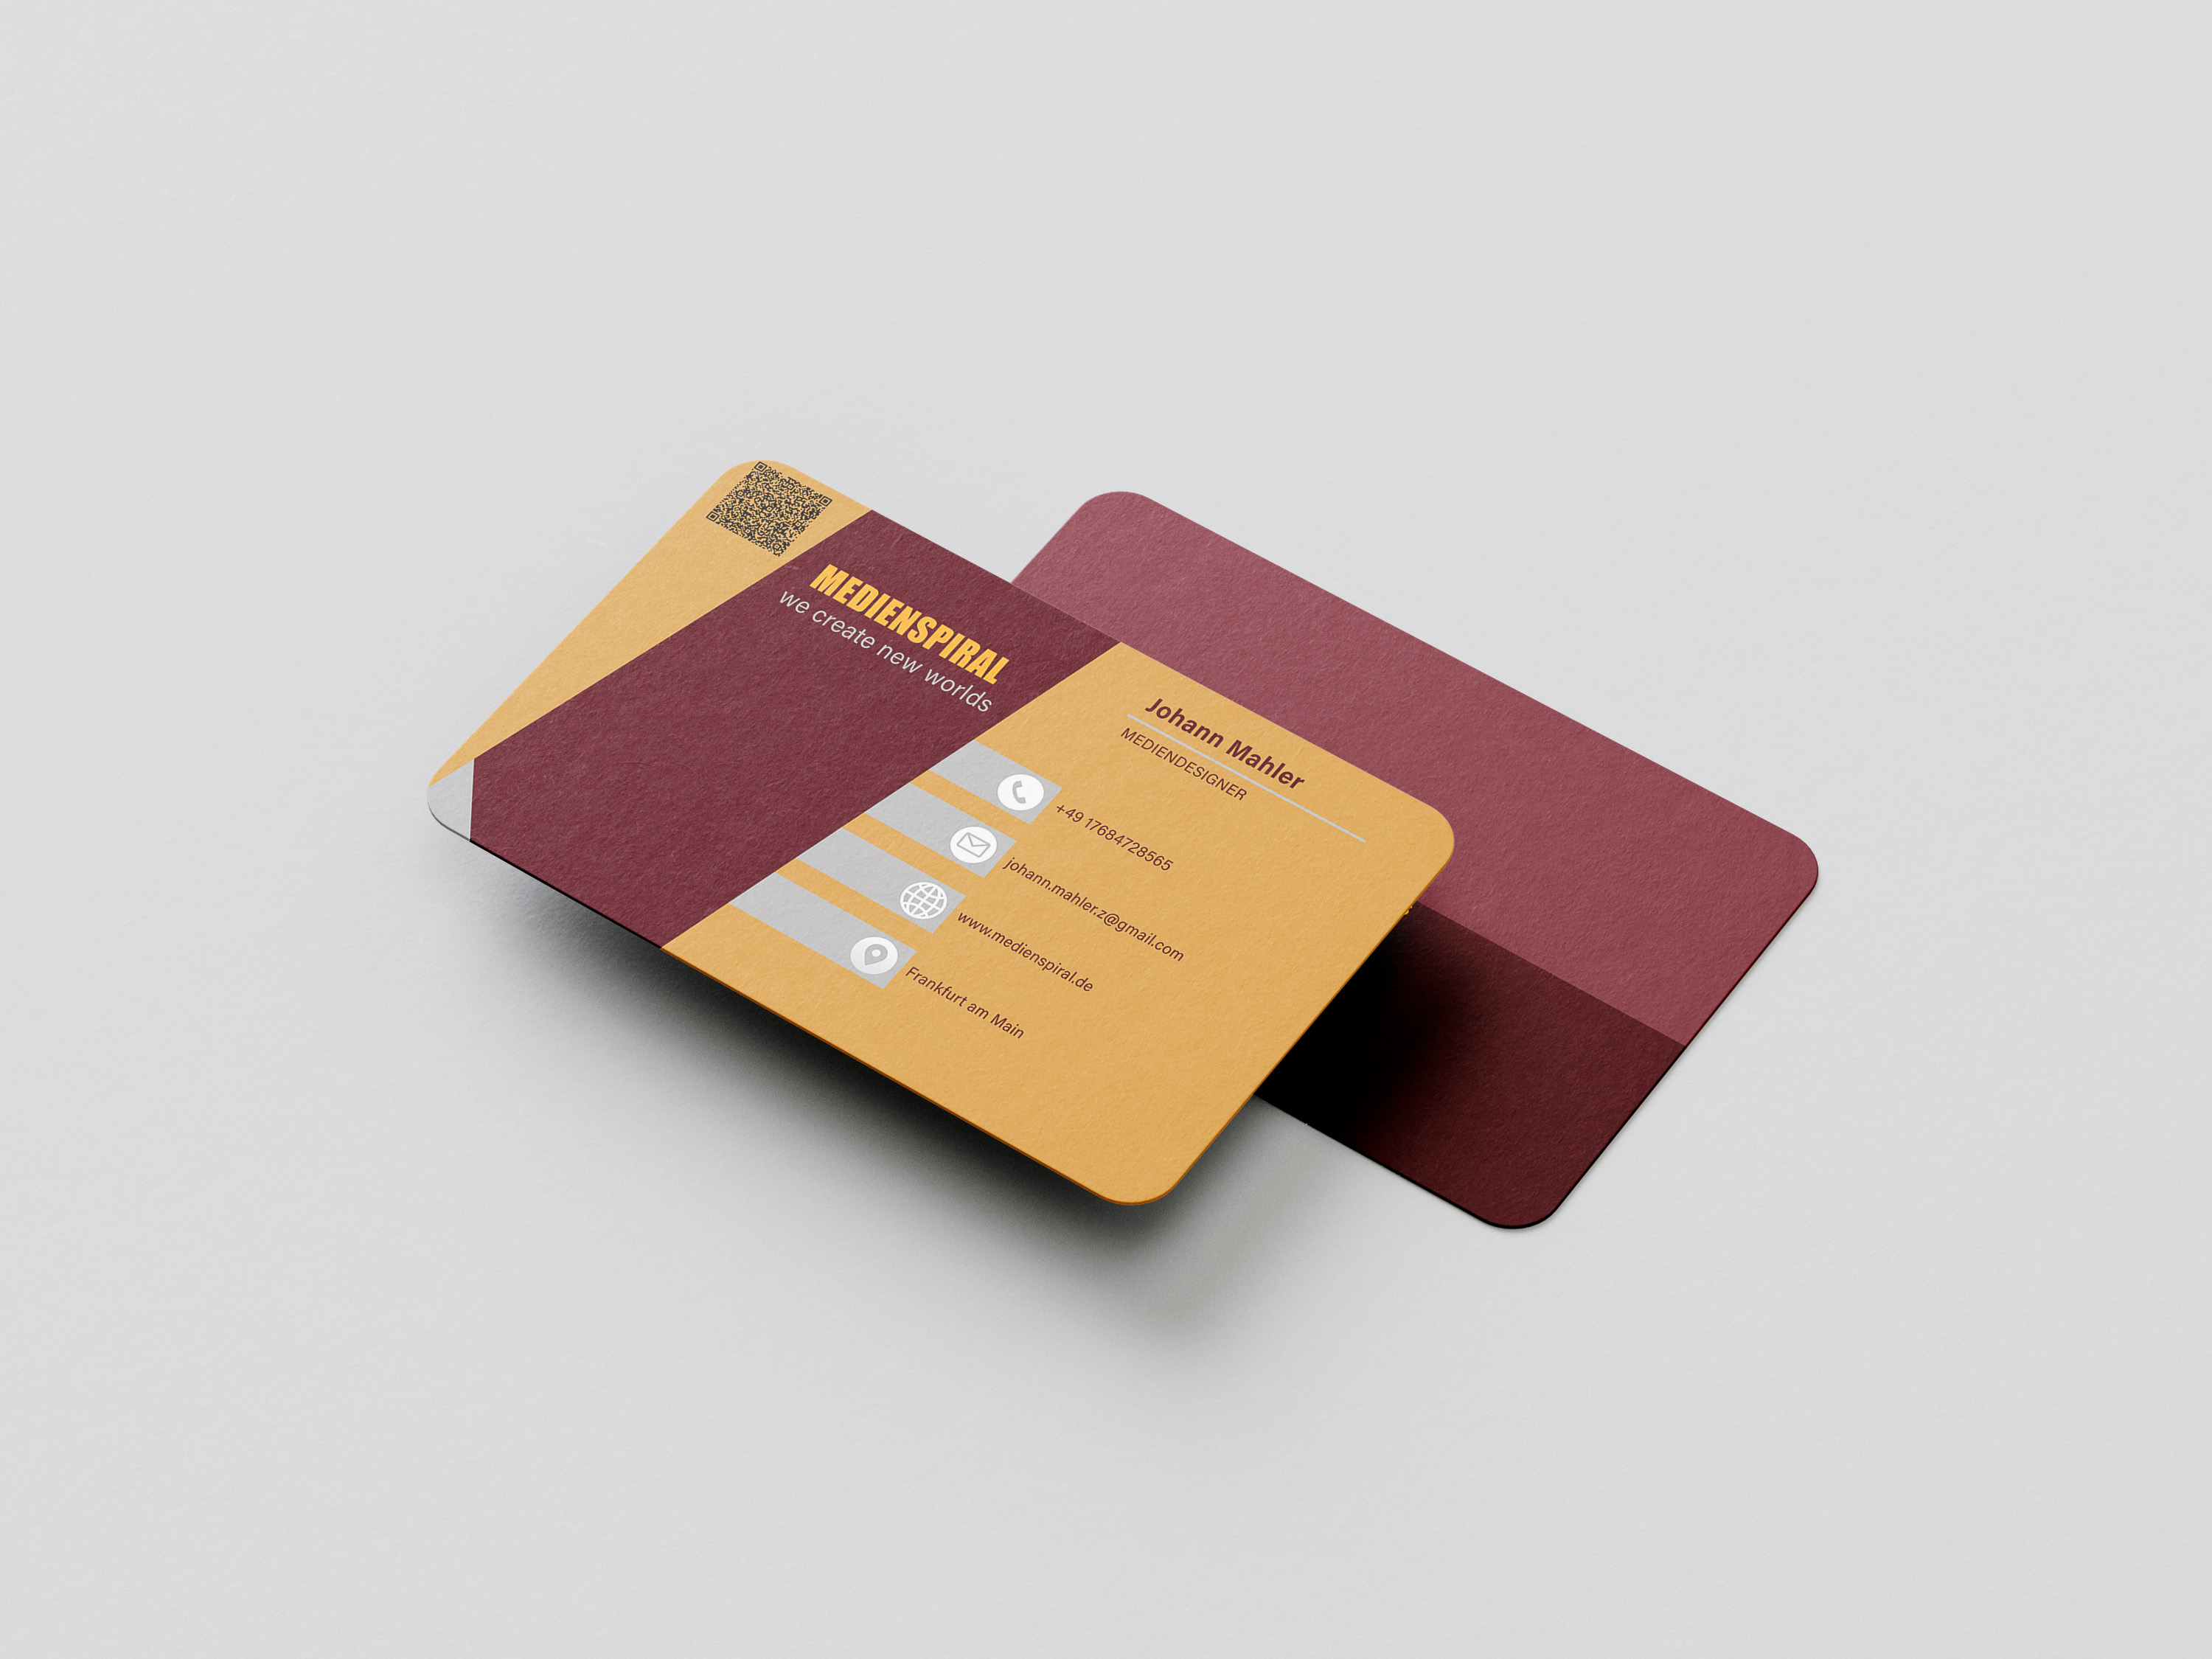 MEDIENSPIRAL
we create new worlds
Johann Mahler
MEDIENDESIGNER
+49 17684728565
johann.mahler.z@gmail.com
www.medienspiral.de
Frankfurt am Main